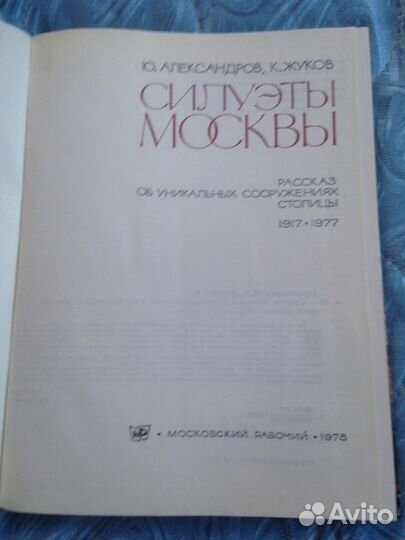 Ю. АЛЕКСАНДРОВ, К. ЖУКОВ
СИЛУЭТЫ
МОСКВЫ
РАССКАЗ
ОБ УНИКАЛЬНЫХ СООРУЖЕНИЯХ
СТОЛИЦЫ
1917 • 1977
• МОСКОВСКИЙ РАБОЧИЙ • 1978
Avito